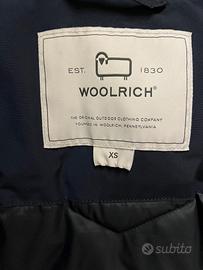 EST. 1830
WOOLRICH®
THE ORIGINAL OUTDOOR CLOTHING COMPANY
FOUNDED IN WOOLRICH, PENNSYLVANIA
XS
subito